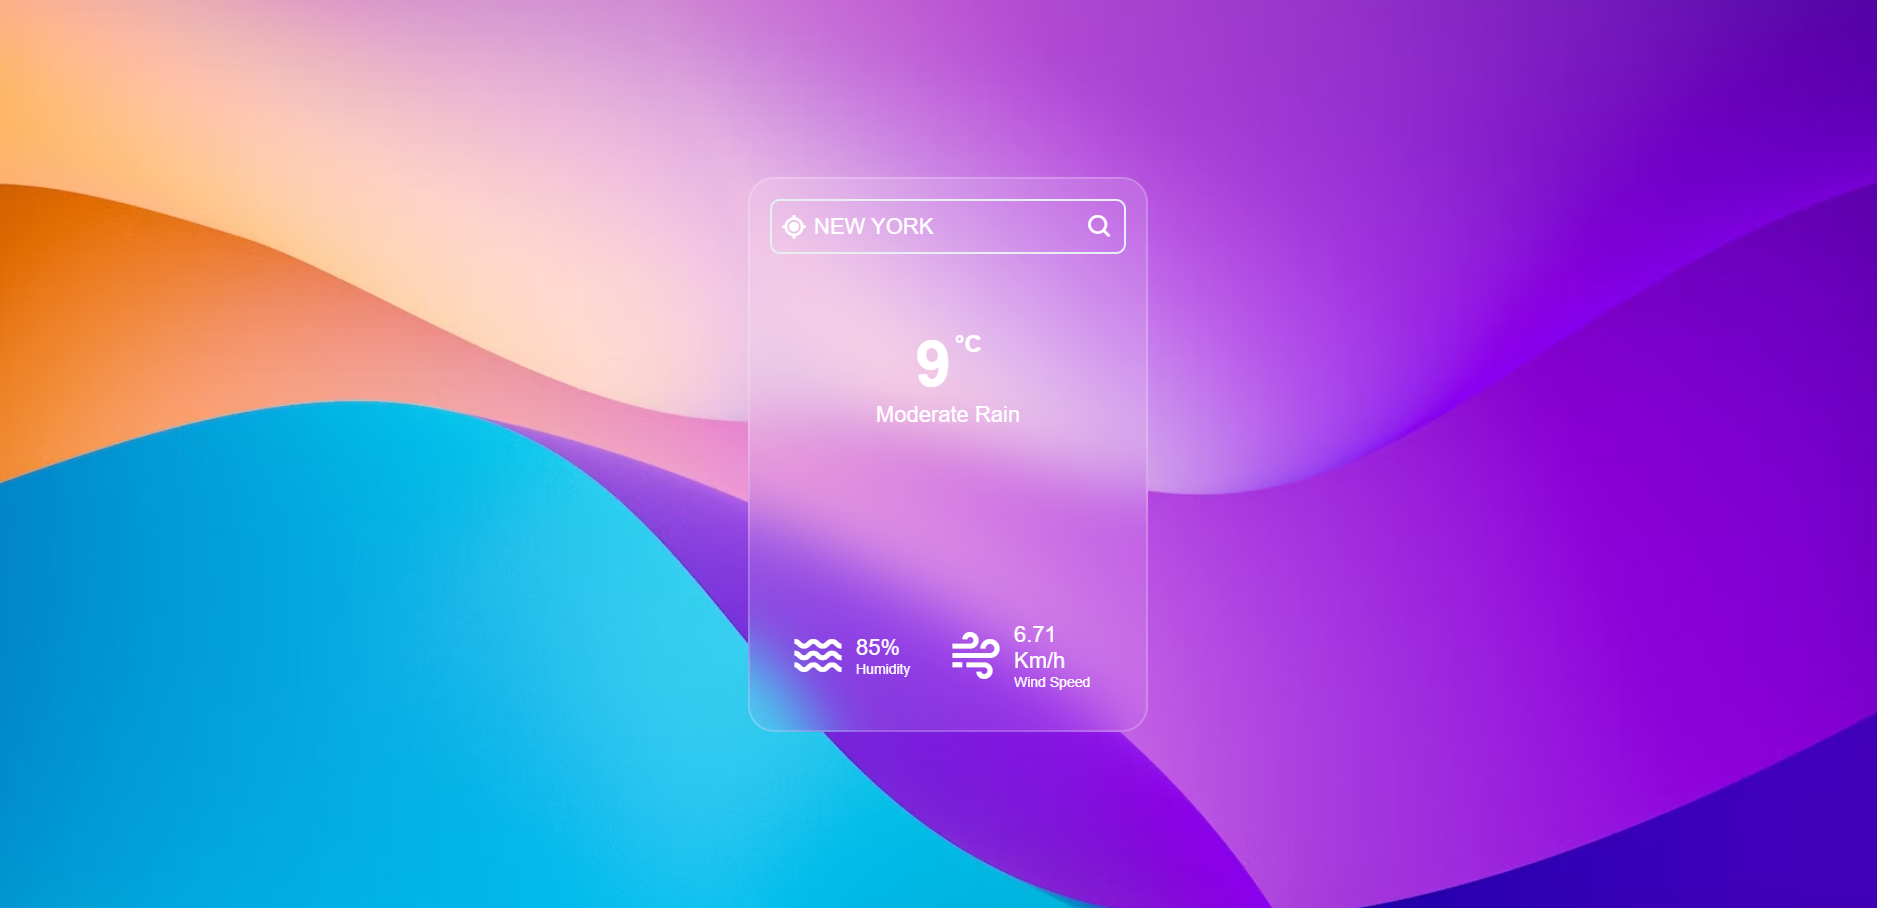 NEW YORK
9 °C
Moderate Rain
85%
Humidity
6.71
Km/h
Wind Speed